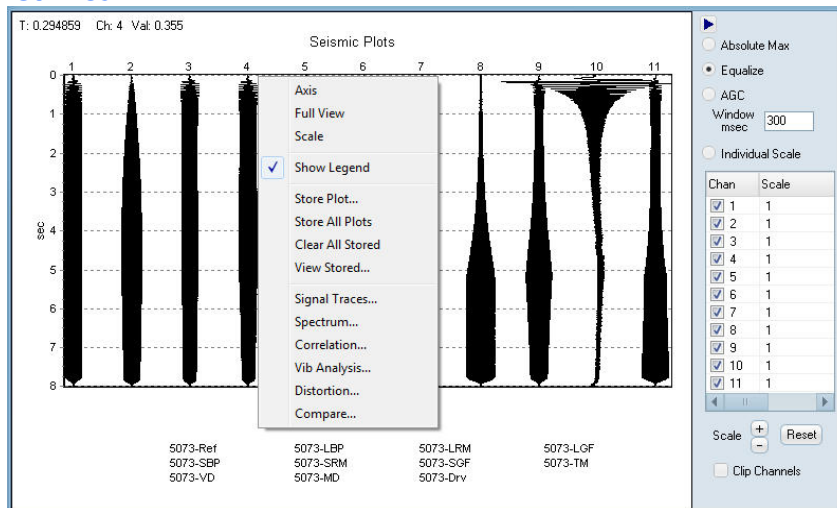 T: 0.294859 Ch: 4 Val: 0.355
Seismic Plots
1 2 3 4 5 6 7 8 9 10 11
0
1
2
3
4
5
6
7
8
sec
Axis
Full View
Scale
Show Legend
Store Plot...
Store All Plots
Clear All Stored
View Stored...
Signal Traces...
Spectrum...
Correlation...
Vib Analysis...
Distortion...
Compare...
5073-Ref 5073-LBP 5073-LRM 5073-LGF
5073-SBP 5073-SRM 5073-SGF 5073-TM
5073-VD 5073-MD 5073-Drv
Absolute Max
Equalize
AGC
Window
msec 300
Individual Scale
Chan Scale
1 1
2 1
3 1
4 1
5 1
6 1
7 1
8 1
9 1
10 1
11 1
Scale + - Reset
Clip Channels